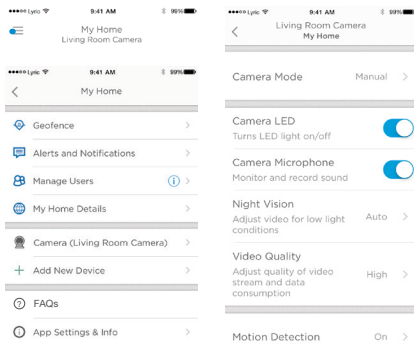 Lyric 9:41 AM 99%
My Home
Living Room Camera
Lyric 9:41 AM 99%
My Home
Geofence
Alerts and Notifications
Manage Users
My Home Details
Camera (Living Room Camera)
Add New Device
FAQs
App Settings & Info
Lyric 9:41 AM 99%
Living Room Camera
My Home
Camera Mode Manual
Camera LED
Turns LED light on/off
Camera Microphone
Monitor and record sound
Night Vision
Adjust video for low light Auto
conditions
Video Quality
Adjust quality of video
stream and data High
consumption
Motion Detection On